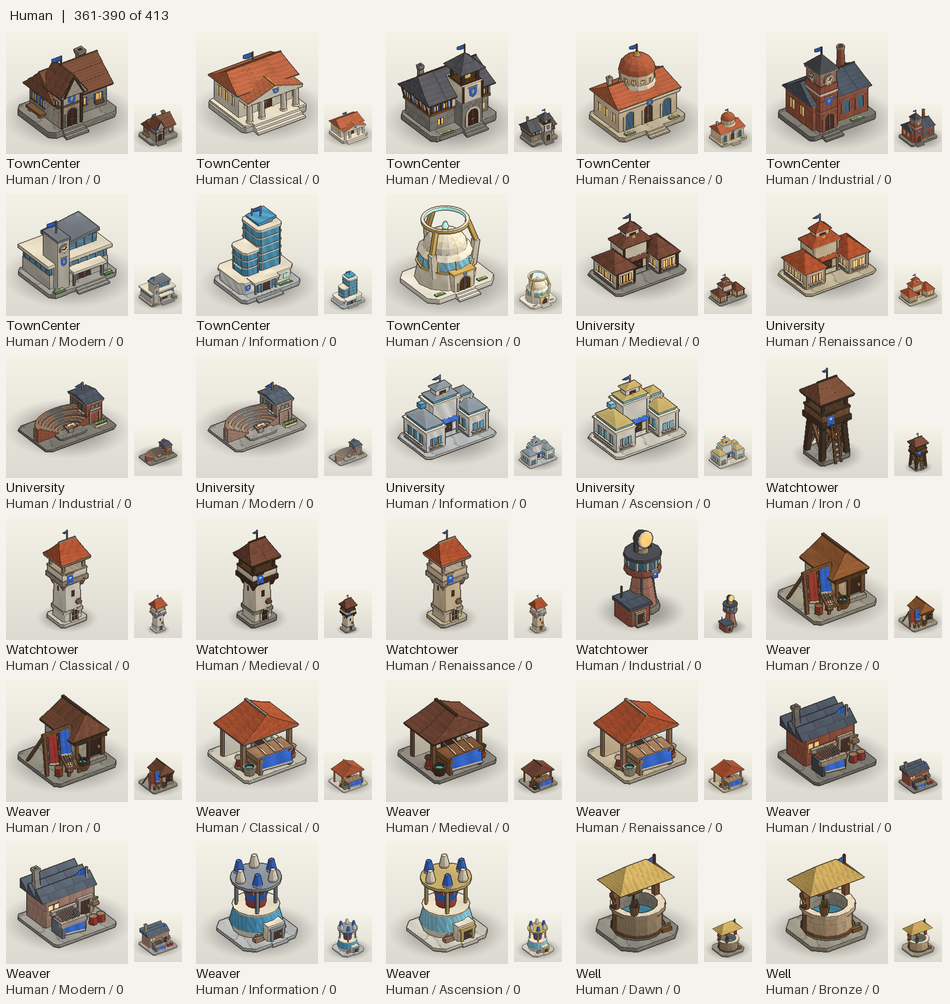 Human | 361-390 of 413
TownCenter
Human / Iron / 0
TownCenter
Human / Classical / 0
TownCenter
Human / Medieval / 0
TownCenter
Human / Renaissance / 0
TownCenter
Human / Industrial / 0
TownCenter
Human / Modern / 0
TownCenter
Human / Information / 0
TownCenter
Human / Ascension / 0
University
Human / Medieval / 0
University
Human / Renaissance / 0
University
Human / Industrial / 0
University
Human / Modern / 0
University
Human / Information / 0
University
Human / Ascension / 0
Watchtower
Human / Iron / 0
Watchtower
Human / Classical / 0
Watchtower
Human / Medieval / 0
Watchtower
Human / Renaissance / 0
Watchtower
Human / Industrial / 0
Weaver
Human / Bronze / 0
Weaver
Human / Iron / 0
Weaver
Human / Classical / 0
Weaver
Human / Medieval / 0
Weaver
Human / Renaissance / 0
Weaver
Human / Industrial / 0
Weaver
Human / Modern / 0
Weaver
Human / Information / 0
Weaver
Human / Ascension / 0
Well
Human / Dawn / 0
Well
Human / Bronze / 0